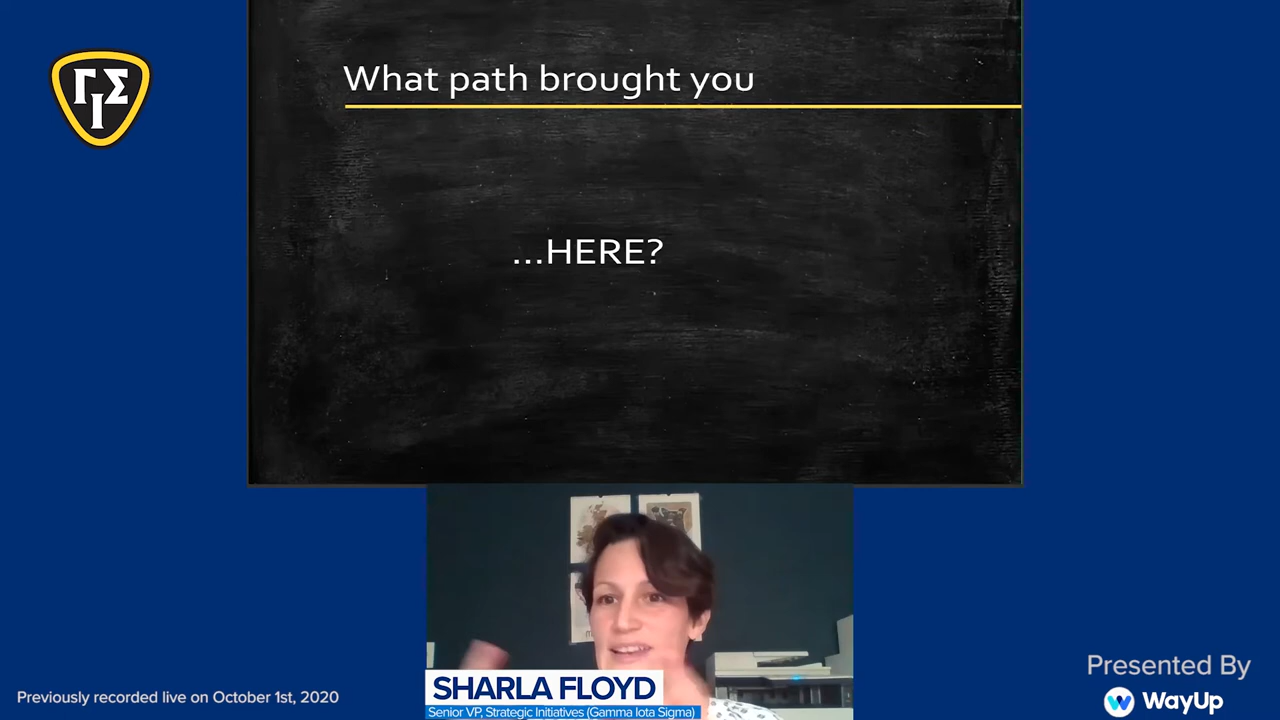 ΓΙΣ
What path brought you
...HERE?
SHARLA FLOYD
Senior VP, Strategic Initiatives (Gamma Iota Sigma)
Previously recorded live on October 1st, 2020
Presented By
WayUp